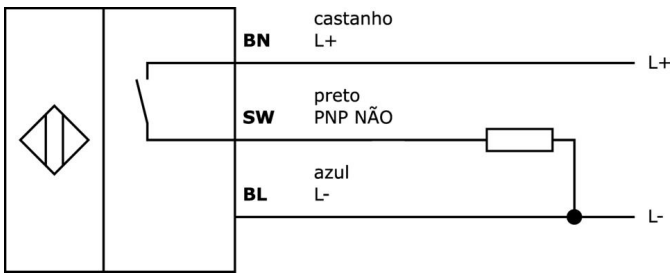 castanho
BN L+
L+
preto
SW PNP NÃO
azul
BL L-
L-